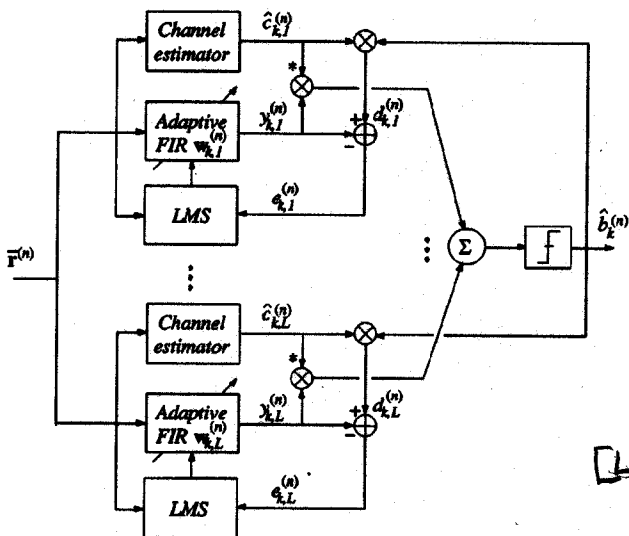 Channel
estimator
ĉ_{k,1}^{(n)}
*
Adaptive
FIR w_{k,1}^{(n)}
y_{k,1}^{(n)}
+
d_{k,1}^{(n)}
−
LMS
e_{k,1}^{(n)}
r̄^{(n)}
⋮
⋮
Σ
b̂_k^{(n)}
Channel
estimator
ĉ_{k,L}^{(n)}
*
Adaptive
FIR w_{k,L}^{(n)}
y_{k,L}^{(n)}
+
d_{k,L}^{(n)}
−
LMS
e_{k,L}^{(n)}